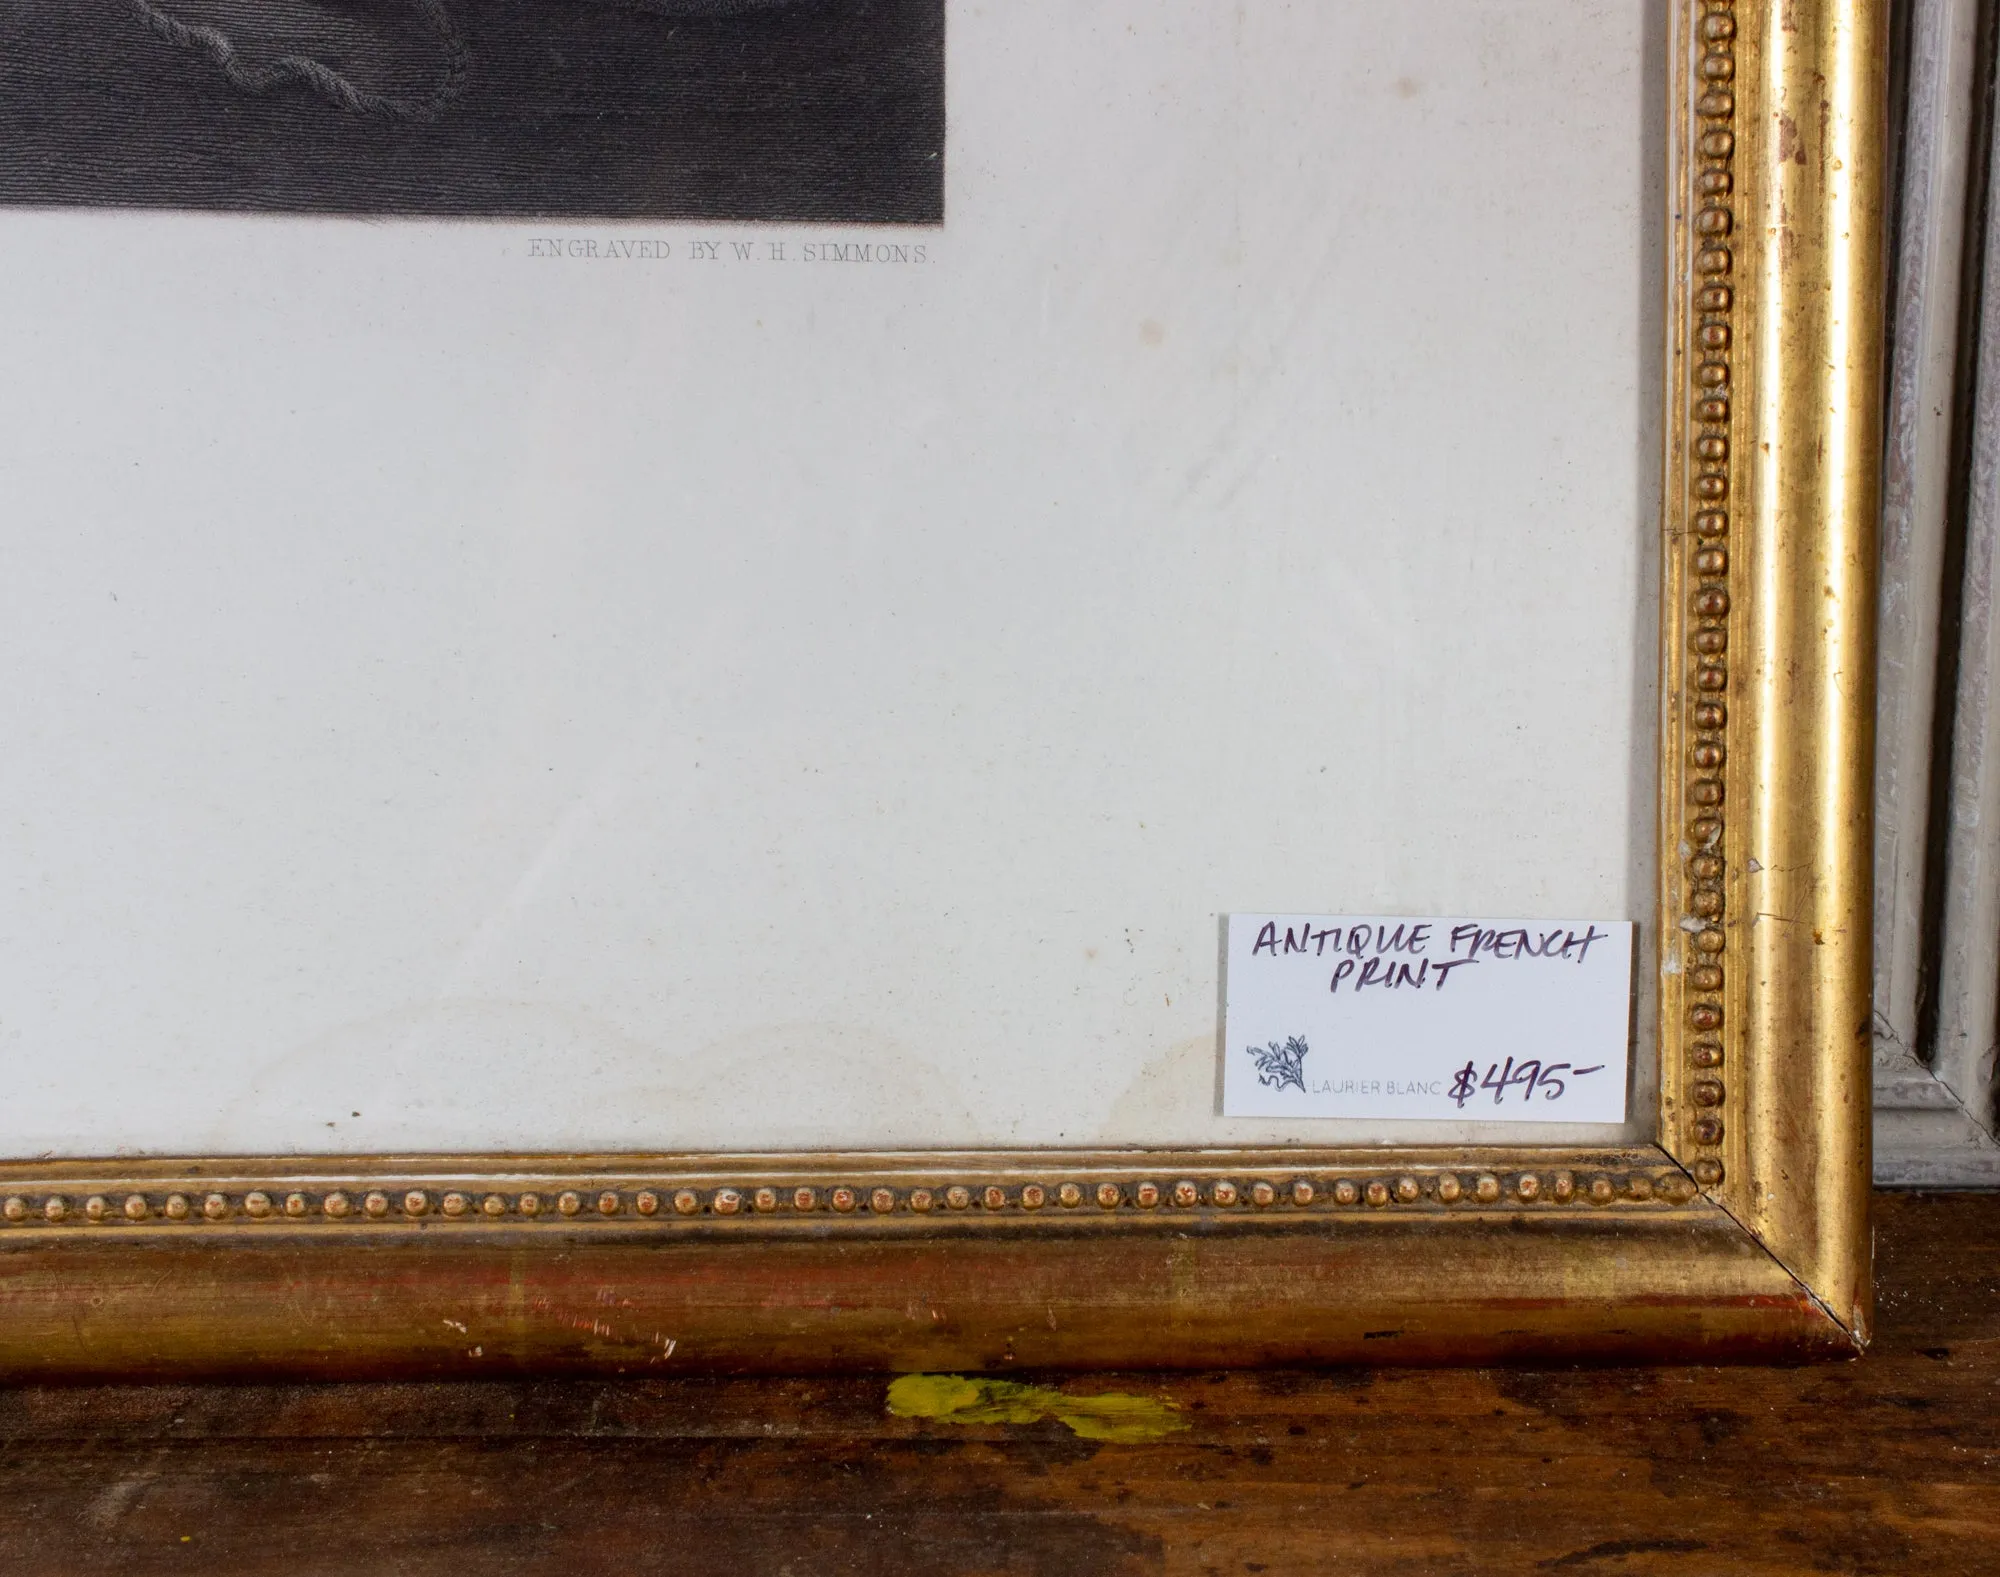 ENGRAVED BY W. H. SIMMONS.
ANTIQUE FRENCH
PRINT
LAURIER BLANC $495-